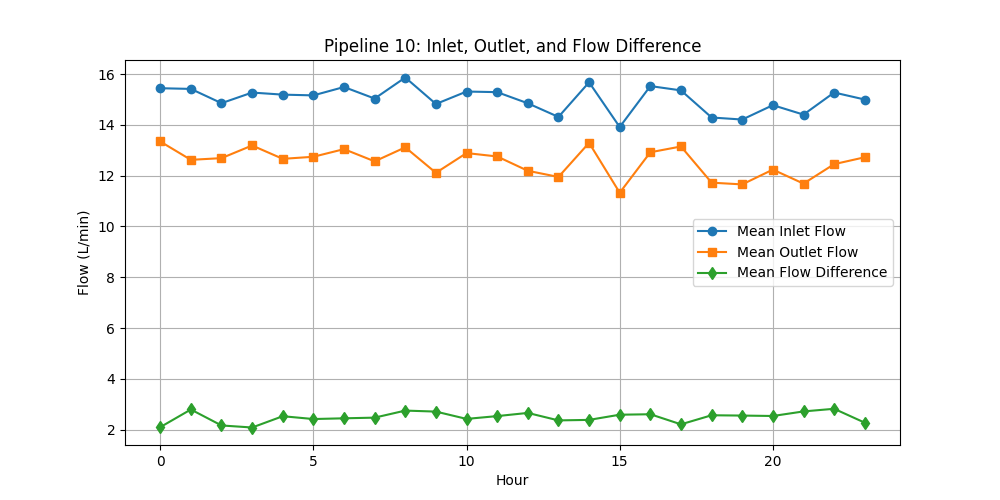 Pipeline 10: Inlet, Outlet, and Flow Difference
Flow (L/min)
16
14
12
10
8
6
4
2
Mean Inlet Flow
Mean Outlet Flow
Mean Flow Difference
0 5 10 15 20
Hour